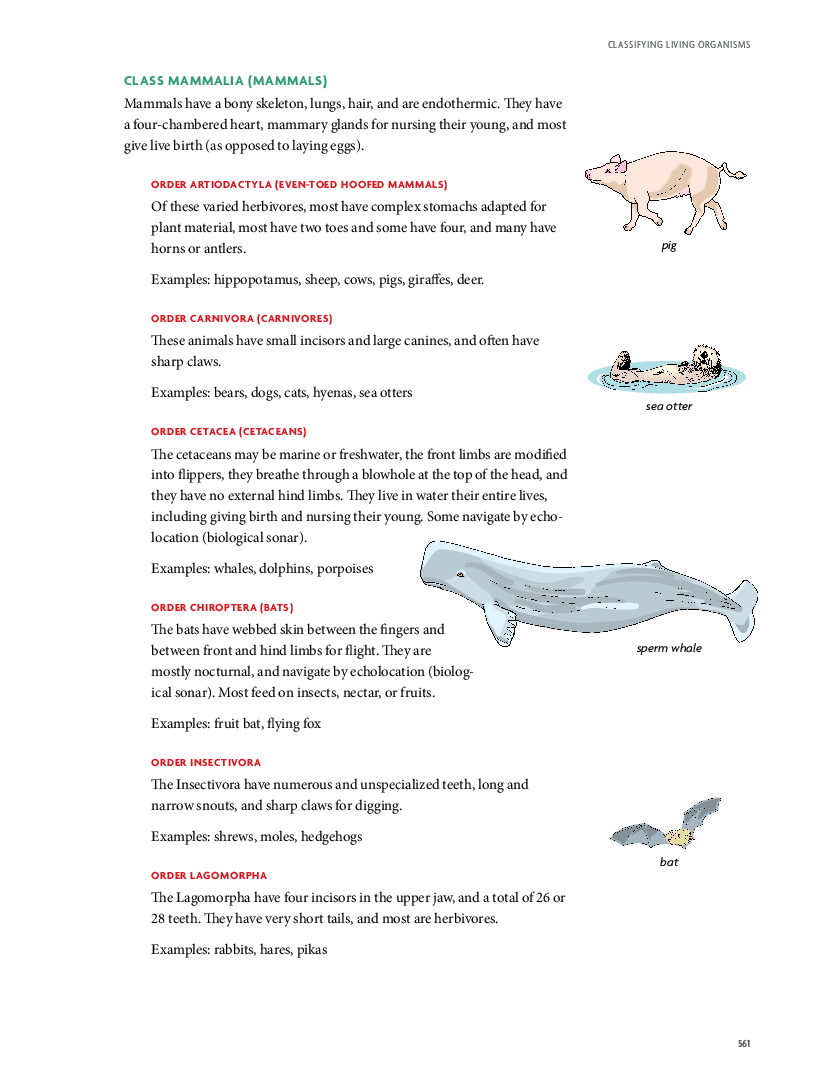 CLASSIFYING LIVING ORGANISMS
CLASS MAMMALIA (MAMMALS)
Mammals have a bony skeleton, lungs, hair, and are endothermic. They have
a four-chambered heart, mammary glands for nursing their young, and most
give live birth (as opposed to laying eggs).
ORDER ARTIODACTYLA (EVEN-TOED HOOFED MAMMALS)
Of these varied herbivores, most have complex stomachs adapted for
plant material, most have two toes and some have four, and many have
horns or antlers.
pig
Examples: hippopotamus, sheep, cows, pigs, giraffes, deer.
ORDER CARNIVORA (CARNIVORES)
These animals have small incisors and large canines, and often have
sharp claws.
Examples: bears, dogs, cats, hyenas, sea otters
sea otter
ORDER CETACEA (CETACEANS)
The cetaceans may be marine or freshwater, the front limbs are modified
into flippers, they breathe through a blowhole at the top of the head, and
they have no external hind limbs. They live in water their entire lives,
including giving birth and nursing their young. Some navigate by echo-
location (biological sonar).
Examples: whales, dolphins, porpoises
ORDER CHIROPTERA (BATS)
The bats have webbed skin between the fingers and
between front and hind limbs for flight. They are
mostly nocturnal, and navigate by echolocation (biolog-
ical sonar). Most feed on insects, nectar, or fruits.
sperm whale
Examples: fruit bat, flying fox
ORDER INSECTIVORA
The Insectivora have numerous and unspecialized teeth, long and
narrow snouts, and sharp claws for digging.
Examples: shrews, moles, hedgehogs
bat
ORDER LAGOMORPHA
The Lagomorpha have four incisors in the upper jaw, and a total of 26 or
28 teeth. They have very short tails, and most are herbivores.
Examples: rabbits, hares, pikas
561